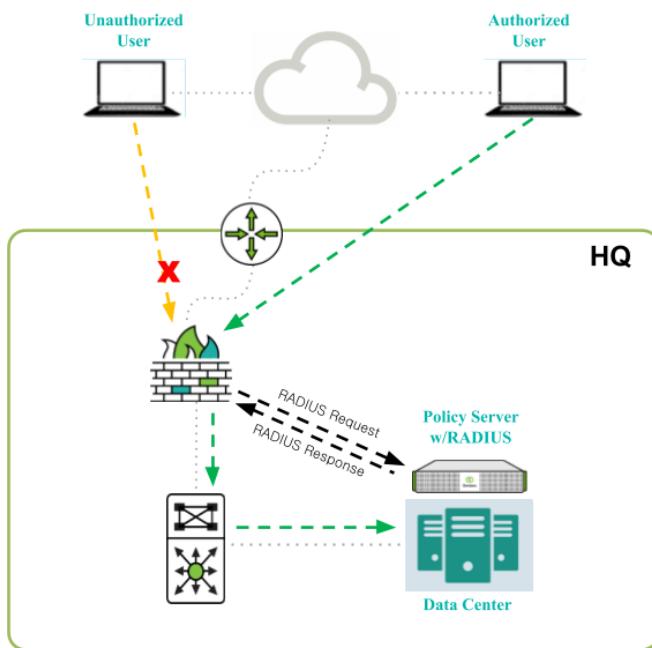 Unauthorized
User
Authorized
User
HQ
X
RADIUS Request
RADIUS Response
Policy Server
w/RADIUS
Data Center